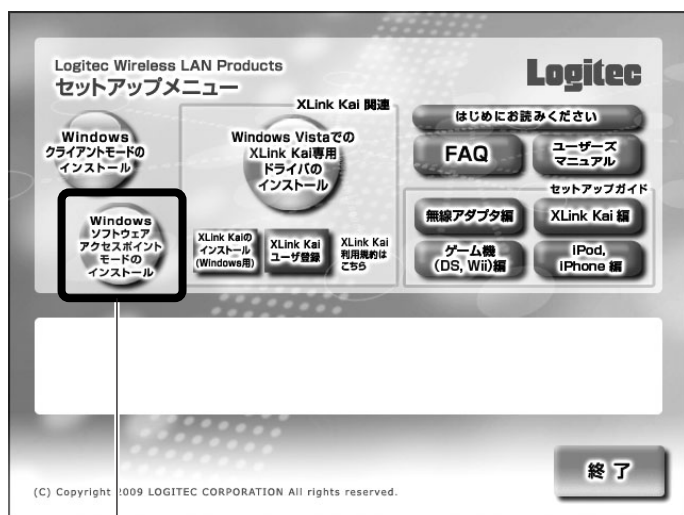 Logitec Wireless LAN Products
セットアップメニュー
Logitec
XLink Kai 関連
Windows
クライアントモードの
インストール
Windows
ソフトウェア
アクセスポイント
モードの
インストール
Windows Vistaでの
XLink Kai専用
ドライバの
インストール
XLink Kaiの
インストール
(Windows用)
XLink Kai
ユーザ登録
XLink Kai
利用規約は
こちら
はじめにお読みください
FAQ
ユーザーズ
マニュアル
セットアップガイド
無線アダプタ編
XLink Kai 編
ゲーム機
(DS, Wii)編
iPod,
iPhone 編
終了
(C) Copyright 2009 LOGITEC CORPORATION All rights reserved.